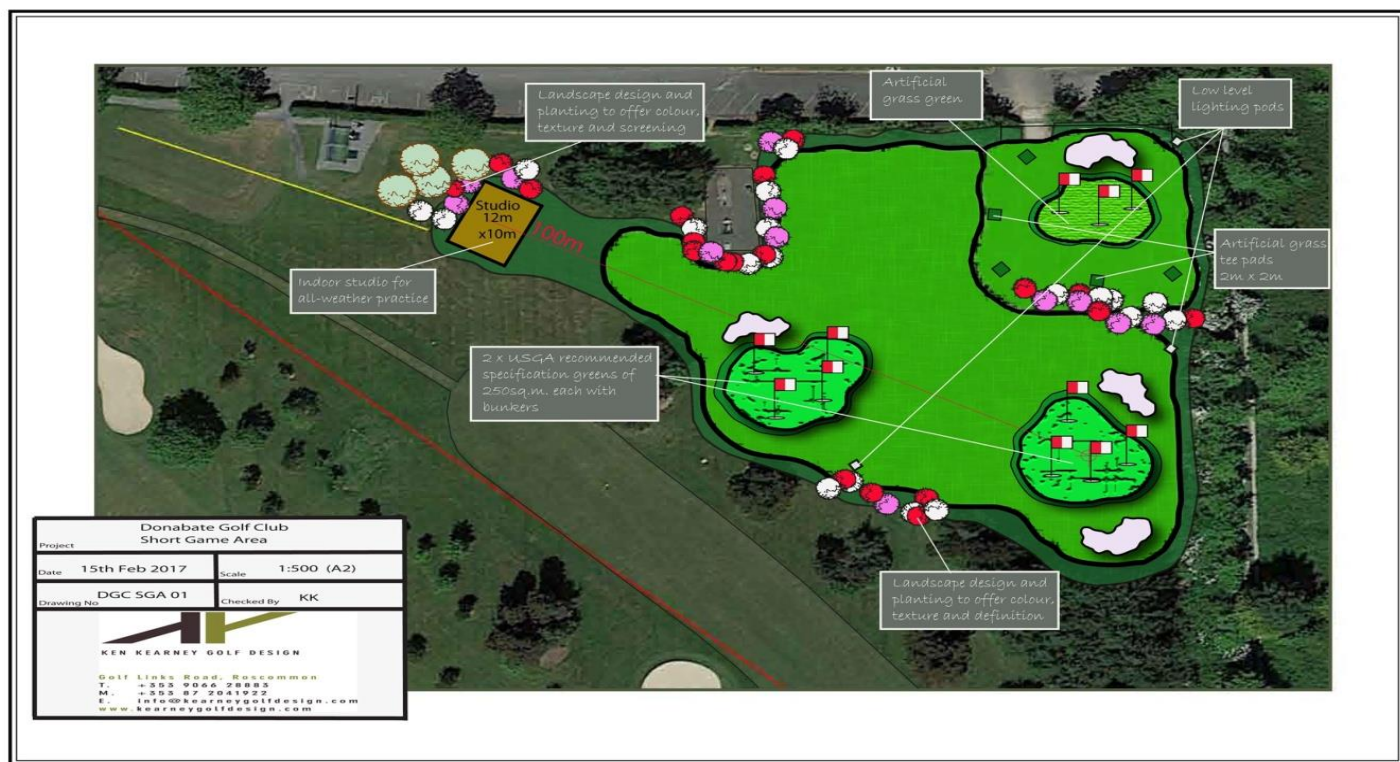 Landscape design and
planting to offer colour,
texture and screening
Artificial
grass green
Low level
lighting pods
Studio
12m
x10m
100m
Indoor studio for
all-weather practice
Artificial grass
tee pads
2m x 2m
2 x USGA recommended
specification greens of
250sq.m. each with
bunkers
Landscape design and
planting to offer colour,
texture and definition
Project Donabate Golf Club
Short Game Area
Date 15th Feb 2017 Scale 1:500 (A2)
Drawing No DGC SGA 01 Checked By KK
KEN KEARNEY GOLF DESIGN
Golf Links Road, Roscommon
T. +353 9066 28883
M. +353 87 2041922
E. info@kearneygolfdesign.com
www.kearneygolfdesign.com